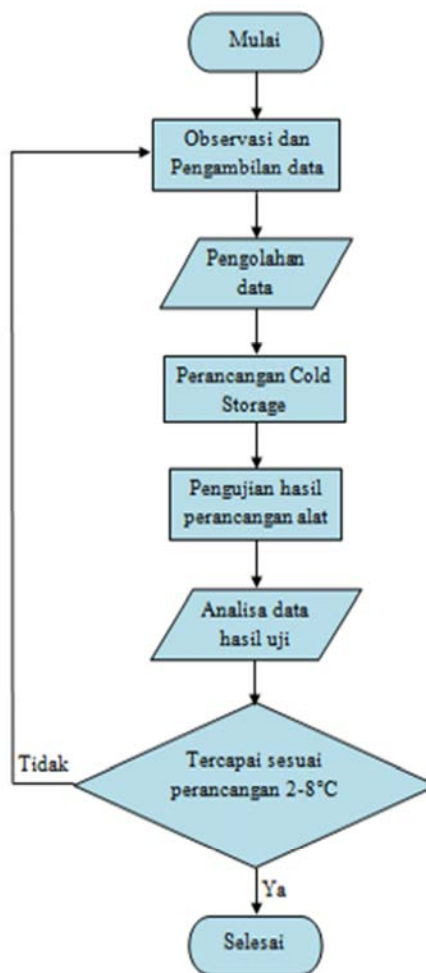 Mulai
Observasi dan
Pengambilan data
Pengolahan
data
Perancangan Cold
Storage
Pengujian hasil
perancangan alat
Analisa data
hasil uji
Tidak
Tercapai sesuai
perancangan 2-8°C
Ya
Selesai